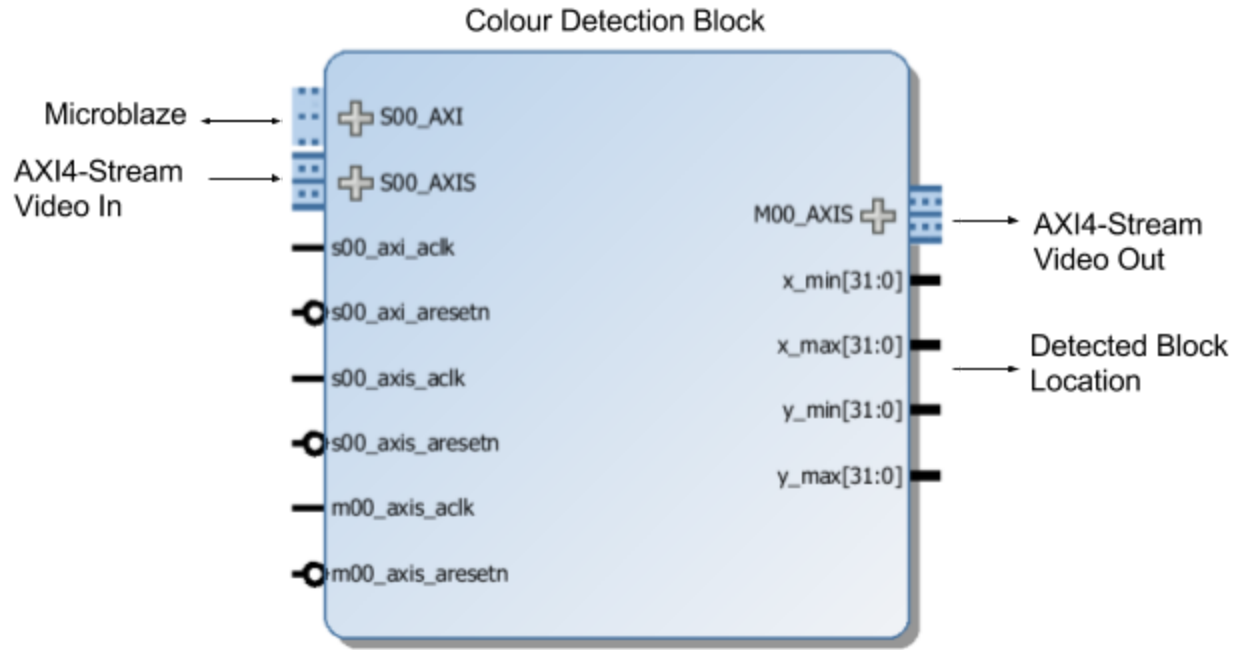 Colour Detection Block
Microblaze
S00_AXI
AXI4-Stream
Video In
S00_AXIS
s00_axi_aclk
s00_axi_aresetn
s00_axis_aclk
s00_axis_aresetn
m00_axis_aclk
m00_axis_aresetn
M00_AXIS
AXI4-Stream
Video Out
x_min[31:0]
x_max[31:0]
y_min[31:0]
y_max[31:0]
Detected Block
Location